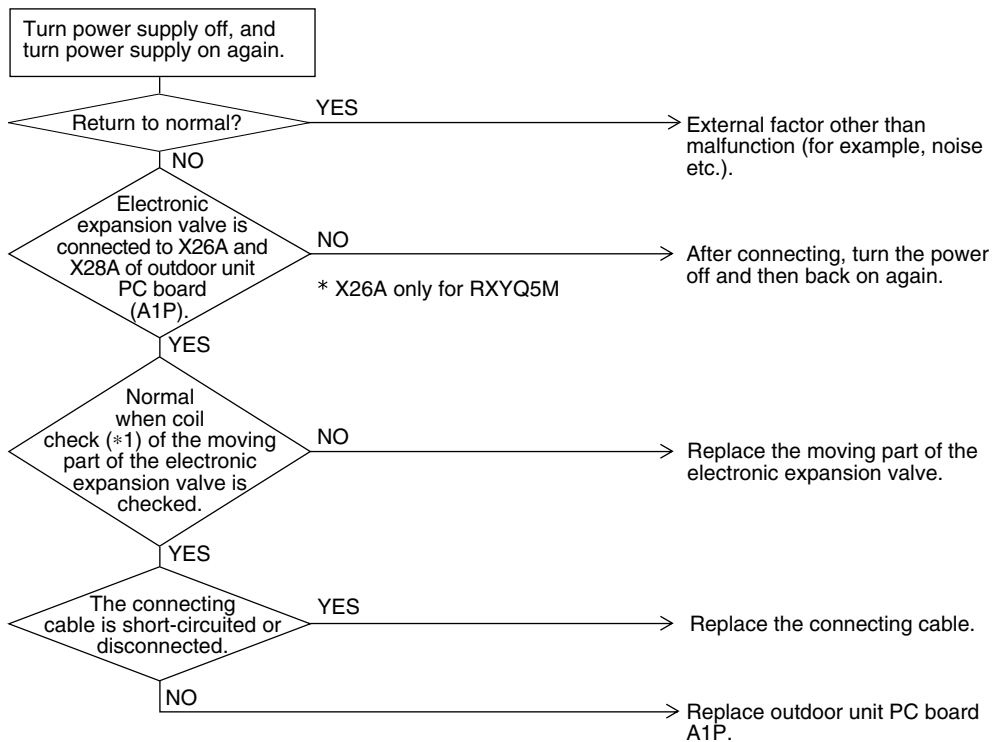 Turn power supply off, and
turn power supply on again.
Return to normal?
YES
External factor other than
malfunction (for example, noise
etc.).
NO
Electronic
expansion valve is
connected to X26A and
X28A of outdoor unit
PC board
(A1P).
NO
* X26A only for RXYQ5M
After connecting, turn the power
off and then back on again.
YES
Normal
when coil
check (*1) of the moving
part of the electronic
expansion valve is
checked.
NO
Replace the moving part of the
electronic expansion valve.
YES
The connecting
cable is short-circuited or
disconnected.
YES
Replace the connecting cable.
NO
Replace outdoor unit PC board
A1P.